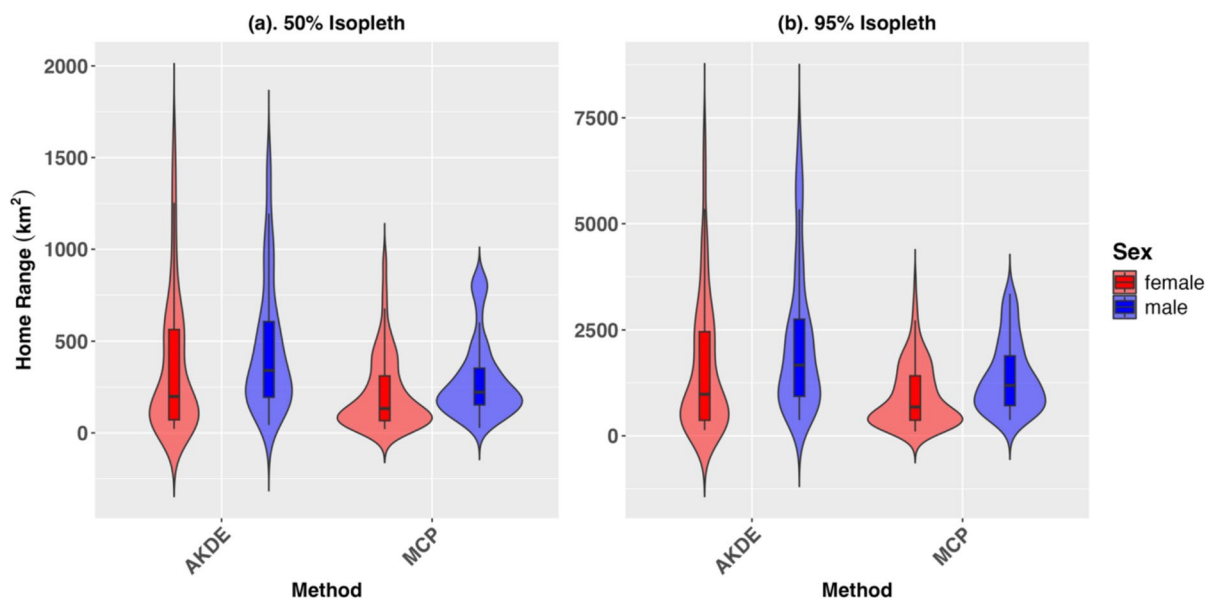 (a). 50% Isopleth
(b). 95% Isopleth
Home Range (km²)
2000
1500
1000
500
0
7500
5000
2500
0
Sex
female
male
AKDE
MCP
AKDE
MCP
Method
Method